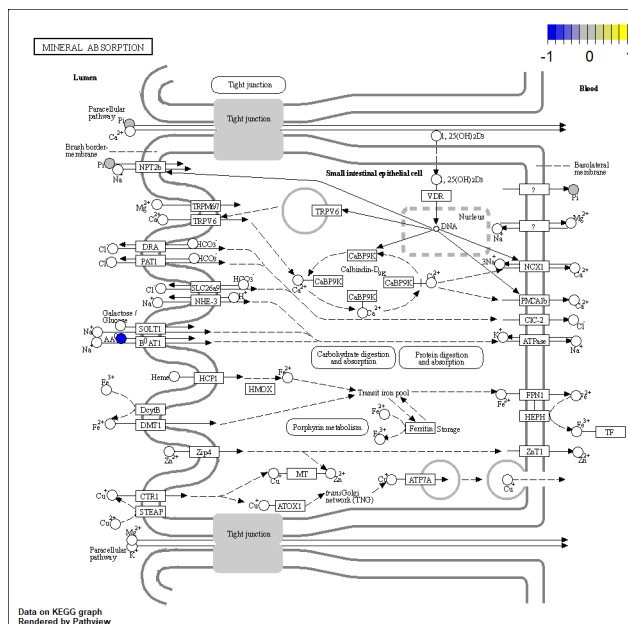 MINERAL ABSORPTION
-1 0 1
Lumen
Tight junction
Blood
Paracellular
pathway
Pi
Ca2+
Tight junction
1, 25(OH)2Ds
Brush border
membrane
Small intestinal epithelial cell
Basolateral
membrane
Pi
Na+
NPT2b
1, 25(OH)2Ds
VDR
?
Pi
Mg2+
TRPM6/7
Ca2+
TRPV6
TRPV6
Nucleus
DNA
Na+
?
Mg2+
Cl-
DRA
HCO3-
PAT1
HCO3-
CaBP9K
Calbindin-D9K
Ca2+
CaBP9K
CaBP9K
Ca2+
3Na+
NCX1
Ca2+
Cl-
SLC26a9
HCO3-
CaBP9K
Ca2+
Na+
NHE-3
H+
PMCA1b
Ca2+
ClC-2
Cl-
Galactose /
Glucose
Na+
SGLT1
AA
Na+
B0AT1
K+
ATPase
Na+
Carbohydrate digestion
and absorption
Protein digestion
and absorption
Heme
HCP1
Fe2+
HMOX
Fe3+
Transit iron pool
Fe2+
FPN1
Fe2+
DcytB
Fe2+
DMT1
Fe2+
Fe3+
Ferritin
Storage
HEPH
Fe3+
TF
Porphyrin metabolism
Zn2+
Zip4
Cu+
MT
Zn2+
ZnT1
Zn2+
Cu+
CTR1
Cu+
ATOX1
transGolgi
network (TNG)
Cu+
ATP7A
Cu+
STEAP
Cu2+
Mg2+
K+
Paracellular
pathway
Tight junction
Data on KEGG graph
Rendered by Pathview